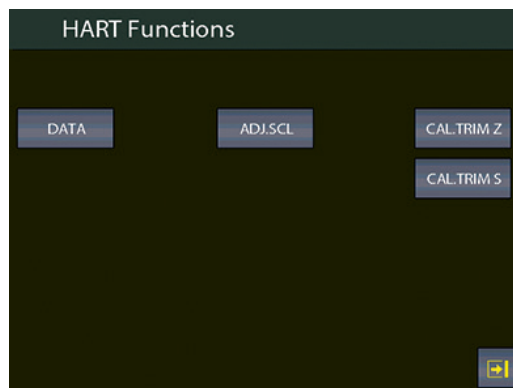 HART Functions
DATA
ADJ.SCL
CAL.TRIM Z
CAL.TRIM S